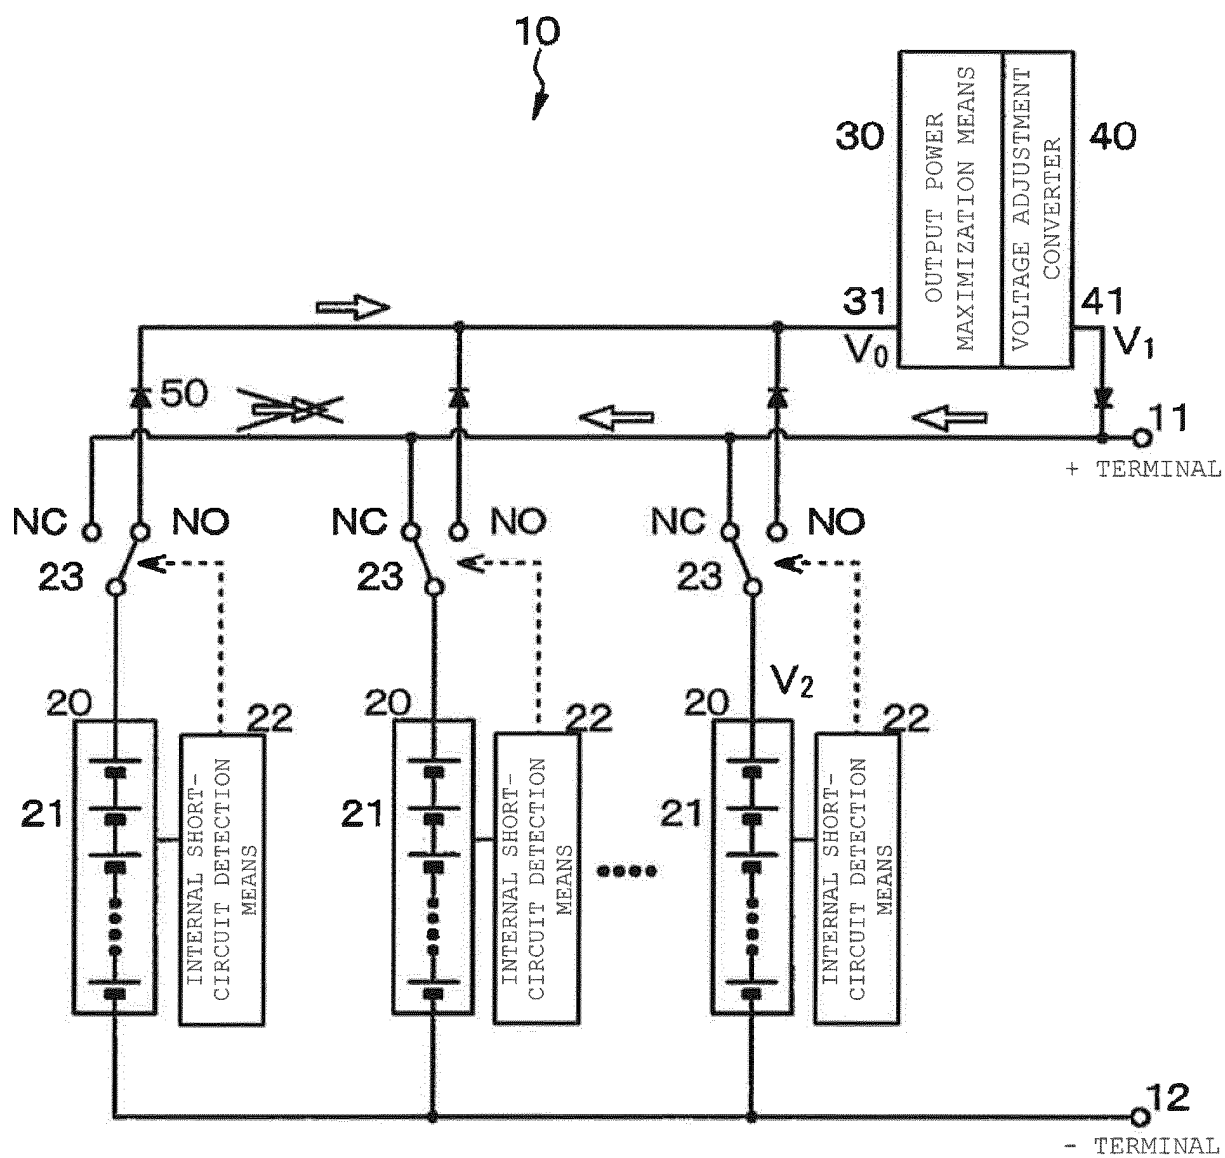 10
30
OUTPUT POWER
MAXIMIZATION MEANS
VOLTAGE ADJUSTMENT
CONVERTER
40
31
V0
41
V1
50
11
+ TERMINAL
NC
NO
NC
NO
NC
NO
23
23
23
V2
20
22
20
22
20
22
21
INTERNAL SHORT-
CIRCUIT DETECTION
MEANS
21
INTERNAL SHORT-
CIRCUIT DETECTION
MEANS
21
INTERNAL SHORT-
CIRCUIT DETECTION
MEANS
12
- TERMINAL